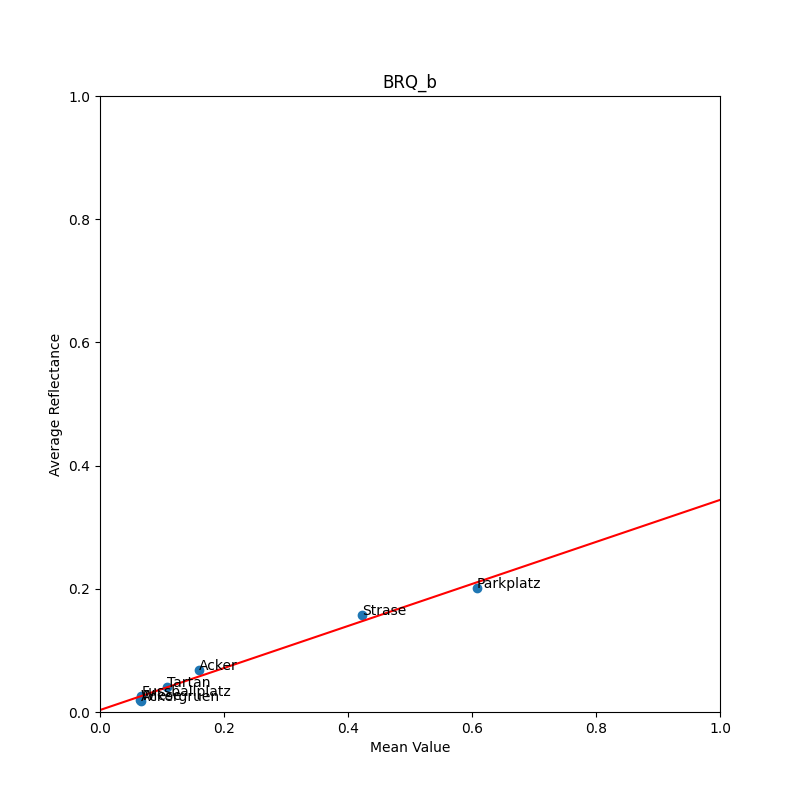 BRQ_b
1.0
0.8
0.6
0.4
0.2
0.0
Average Reflectance
Parkplatz
Strase
Acker
Tartan
Fussballplatz
Ackergruen
0.0 0.2 0.4 0.6 0.8 1.0
Mean Value